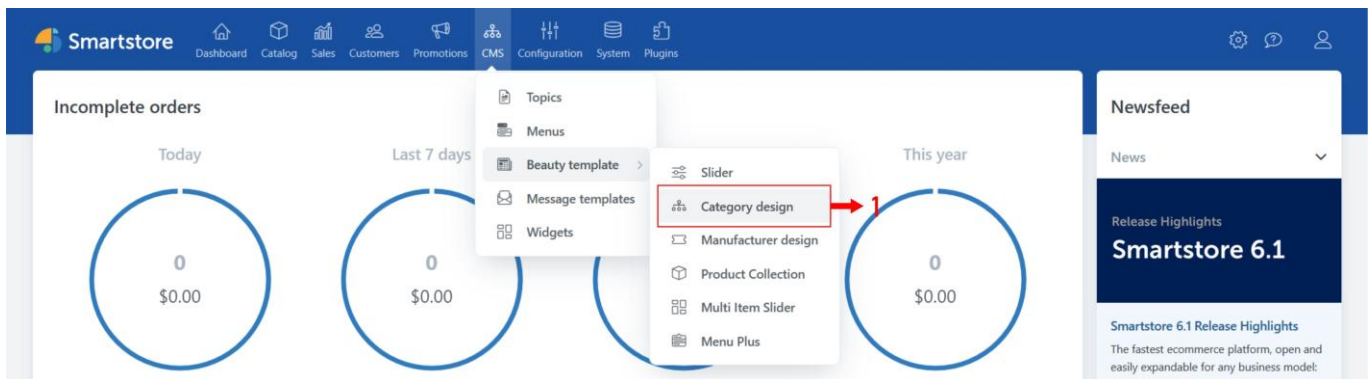 Smartstore
Dashboard Catalog Sales Customers Promotions CMS Configuration System Plugins
Incomplete orders
Today
Last 7 days
This year
0
$0.00
0
$0.00
0
$0.00
Topics
Menus
Beauty template
Message templates
Widgets
Slider
Category design
1
Manufacturer design
Product Collection
Multi Item Slider
Menu Plus
Newsfeed
News
Release Highlights
Smartstore 6.1
Smartstore 6.1 Release Highlights
The fastest ecommerce platform, open and
easily expandable for any business model: